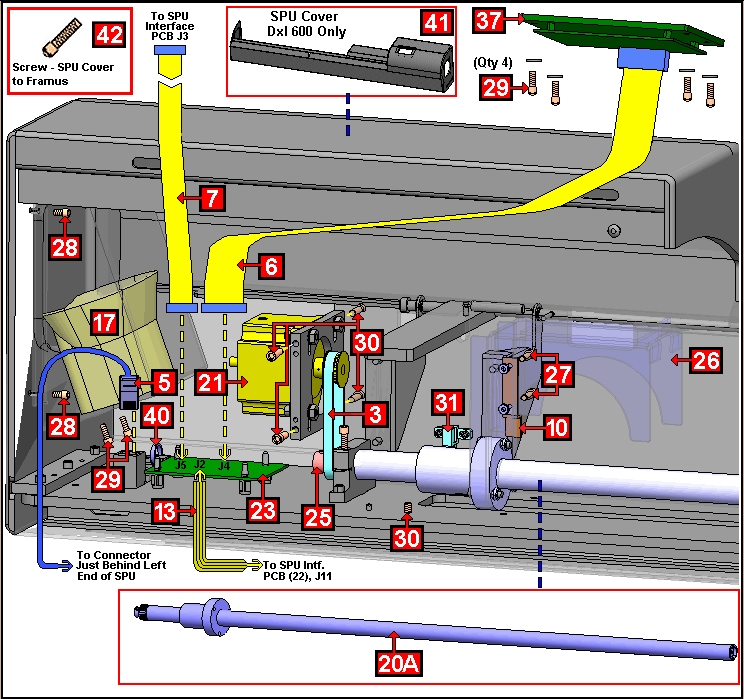 42
Screw - SPU Cover
to Framus
To SPU
Interface
PCB J3
SPU Cover
DxI 600 Only
41
37
(Qty 4)
29
7
28
6
17
30
21
26
5
27
3
31
28
40
10
29
J5 J2 J4
13
23
25
30
To Connector
Just Behind Left
End of SPU
To SPU Intf.
PCB (22), J11
20A